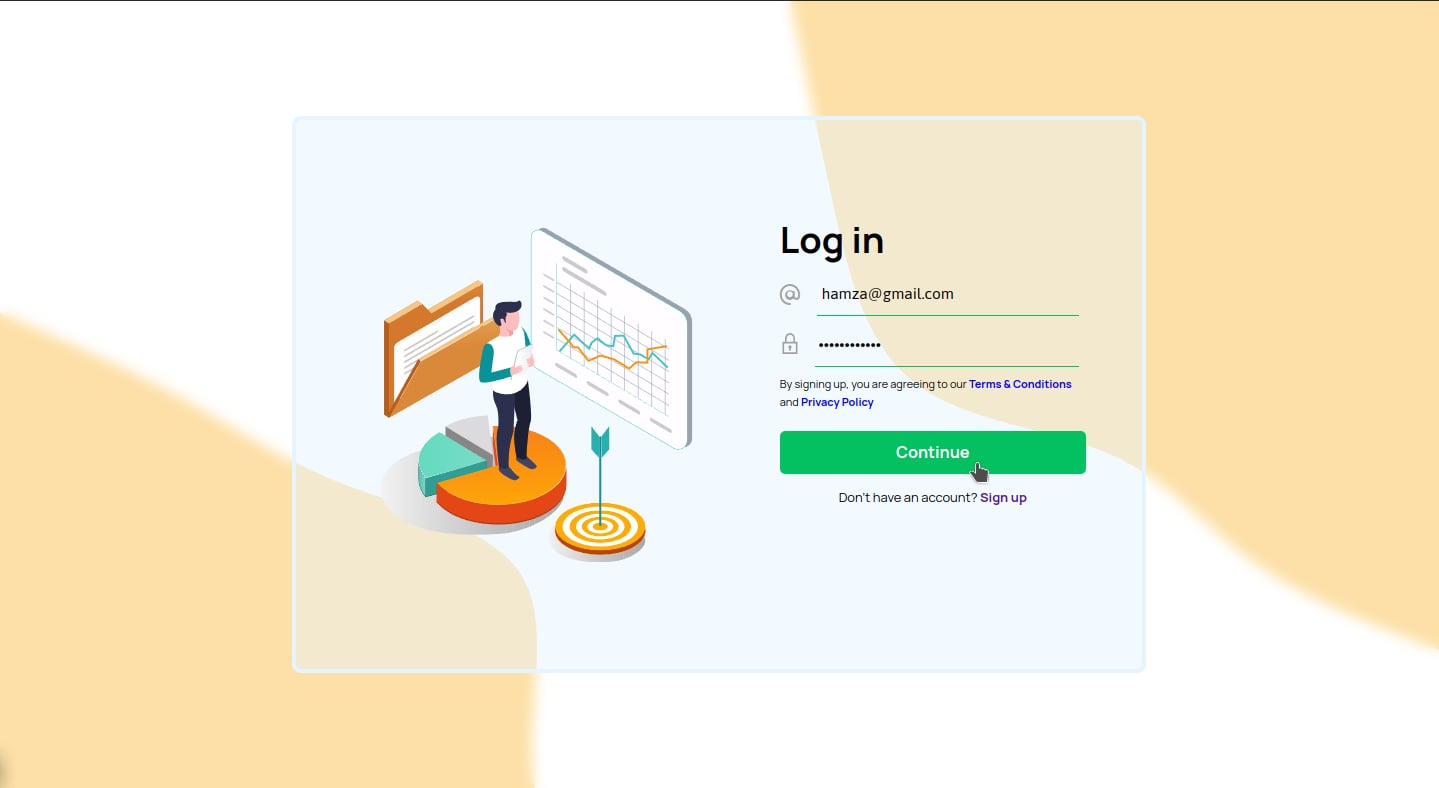 Log in
@ hamza@gmail.com
••••••••••••
By signing up, you are agreeing to our Terms & Conditions
and Privacy Policy
Continue
Don't have an account? Sign up